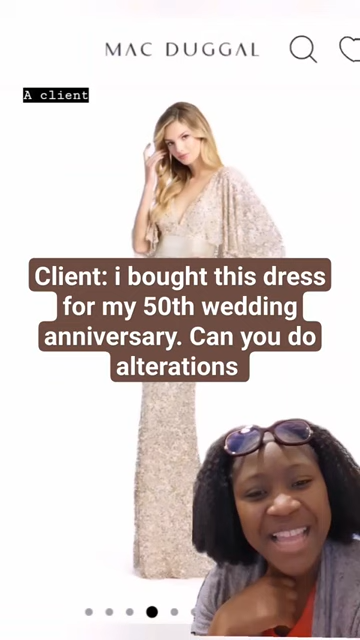 MAC DUGGAL
A client
Client: i bought this dress
for my 50th wedding
anniversary. Can you do
alterations